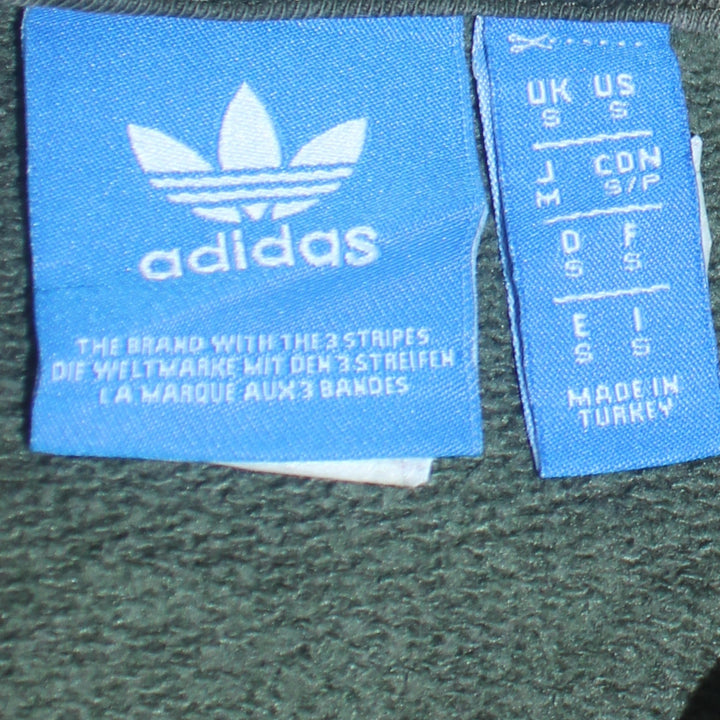 adidas
THE BRAND WITH THE 3 STRIPES
DIE WELTMARKE MIT DEN 3 STREIFEN
LA MARQUE AUX 3 BANDES
UK US
S S
J CDN
M S/P
D F
S S
E I
S S
MADE IN
TURKEY